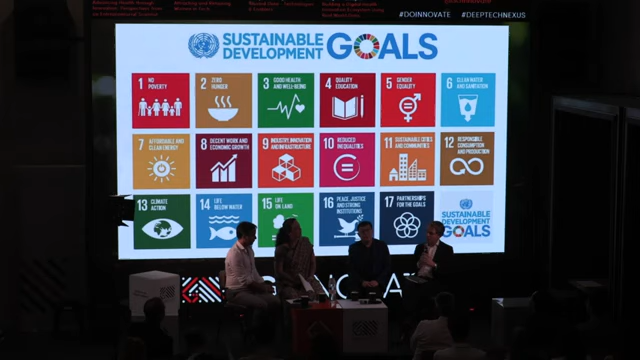 #DOINNOVATE #DEEPTECHNEXUS
SUSTAINABLE
DEVELOPMENT
GOALS
1 NO
POVERTY
2 ZERO
HUNGER
3 GOOD HEALTH
AND WELL-BEING
4 QUALITY
EDUCATION
5 GENDER
EQUALITY
6 CLEAN WATER
AND SANITATION
7 AFFORDABLE AND
CLEAN ENERGY
8 DECENT WORK AND
ECONOMIC GROWTH
9 INDUSTRY, INNOVATION
AND INFRASTRUCTURE
10 REDUCED
INEQUALITIES
11 SUSTAINABLE CITIES
AND COMMUNITIES
12 RESPONSIBLE
CONSUMPTION
AND PRODUCTION
13 CLIMATE
ACTION
14 LIFE
BELOW WATER
15 LIFE
ON LAND
16 PEACE, JUSTICE
AND STRONG
INSTITUTIONS
17 PARTNERSHIPS
FOR THE GOALS
SUSTAINABLE
DEVELOPMENT
GOALS